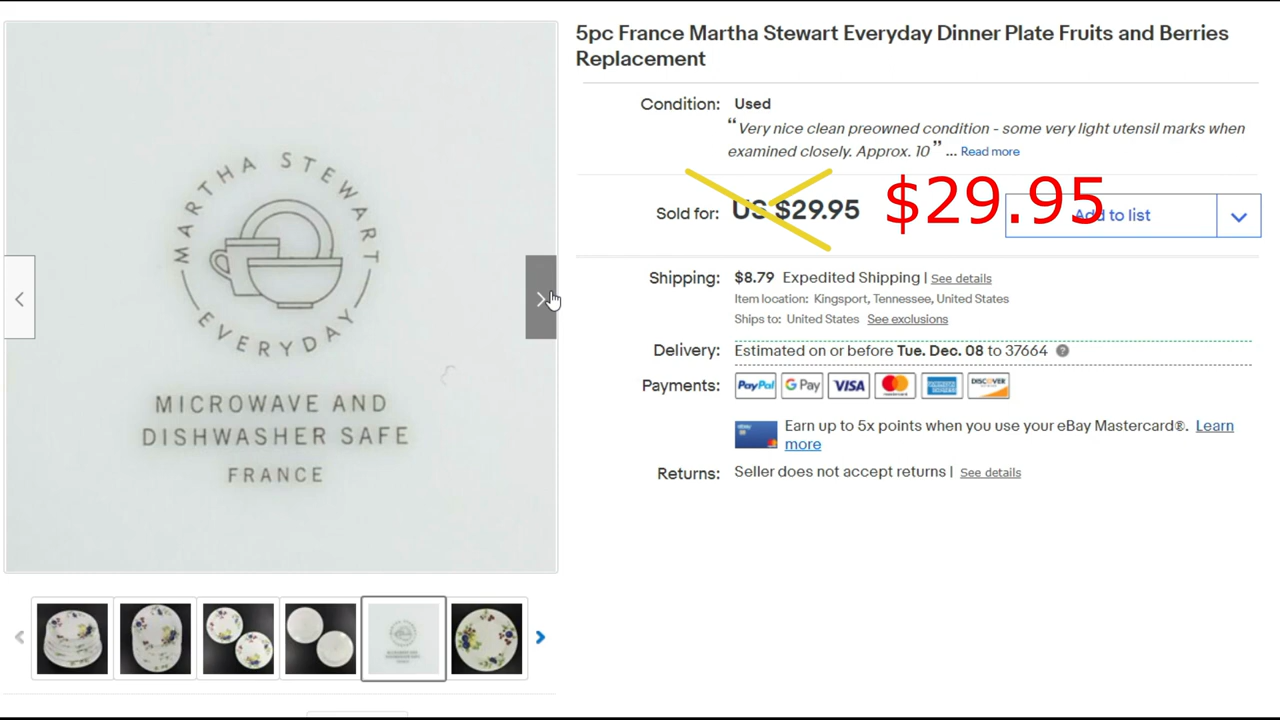 5pc France Martha Stewart Everyday Dinner Plate Fruits and Berries
Replacement
Condition: Used
“Very nice clean preowned condition - some very light utensil marks when
examined closely. Approx. 10” ... Read more
Sold for: US $29.95
$29.95
Add to list
Shipping: $8.79 Expedited Shipping | See details
Item location: Kingsport, Tennessee, United States
Ships to: United States See exclusions
Delivery: Estimated on or before Tue. Dec. 08 to 37664 ?
Payments: PayPal G Pay VISA DISCOVER
Earn up to 5x points when you use your eBay Mastercard®. Learn
more
Returns: Seller does not accept returns | See details
MARTHA STEWART
EVERYDAY
MICROWAVE AND
DISHWASHER SAFE
FRANCE